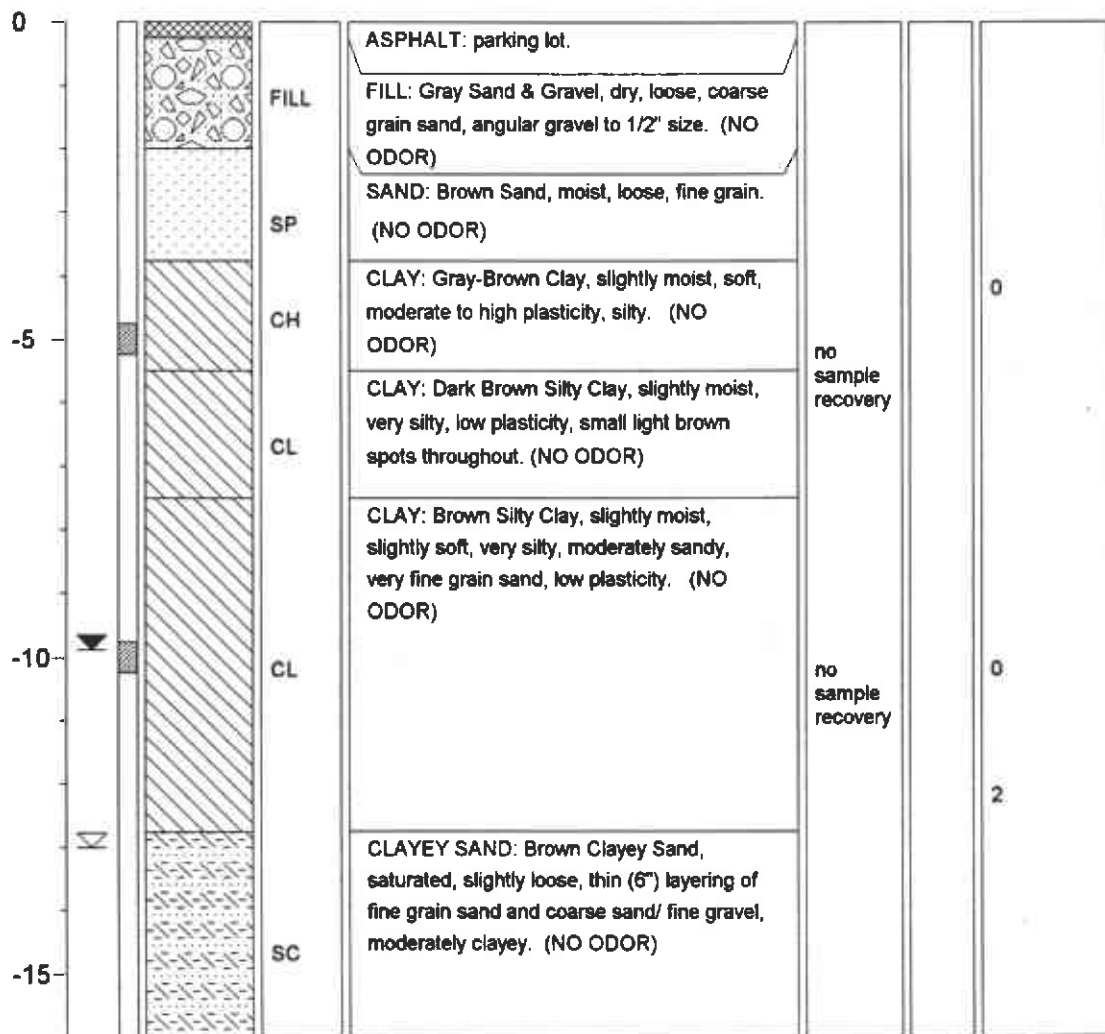 0
ASPHALT: parking lot.
FILL
FILL: Gray Sand & Gravel, dry, loose, coarse
grain sand, angular gravel to 1/2" size. (NO
ODOR)
SAND: Brown Sand, moist, loose, fine grain.
SP
(NO ODOR)
CLAY: Gray-Brown Clay, slightly moist, soft,
moderate to high plasticity, silty. (NO
ODOR)
CH
0
-5
no
sample
recovery
CLAY: Dark Brown Silty Clay, slightly moist,
very silty, low plasticity, small light brown
spots throughout. (NO ODOR)
CL
CLAY: Brown Silty Clay, slightly moist,
slightly soft, very silty, moderately sandy,
very fine grain sand, low plasticity. (NO
ODOR)
-10
CL
no
sample
recovery
0
2
CLAYEY SAND: Brown Clayey Sand,
saturated, slightly loose, thin (6") layering of
fine grain sand and coarse sand/ fine gravel,
moderately clayey. (NO ODOR)
SC
-15